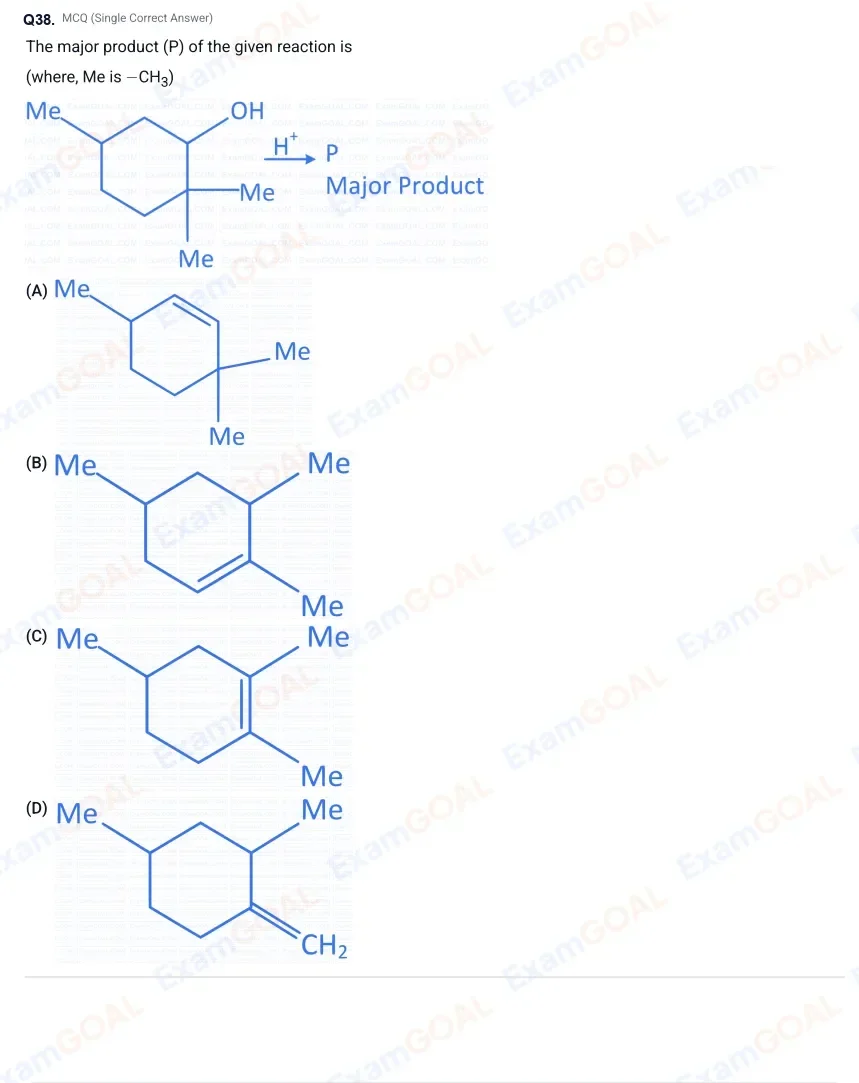 Q38. MCQ (Single Correct Answer)
The major product (P) of the given reaction is
(where, Me is −CH₃)
Me OH
H⁺ P
Me Major Product
Me
(A) Me
Me
Me
(B) Me Me
Me
(C) Me Me
Me
(D) Me Me
CH₂
ExamGOAL